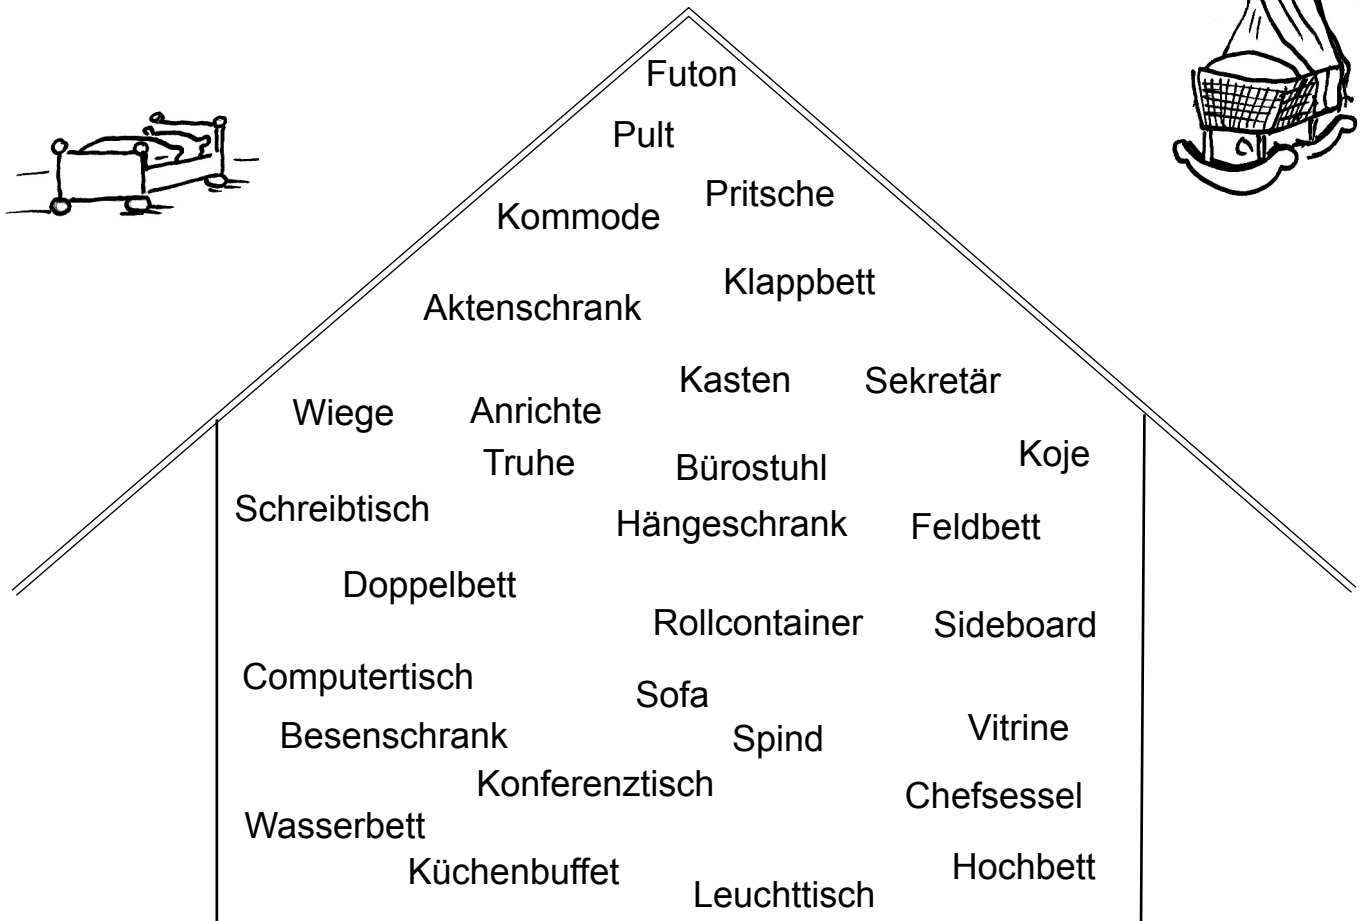 Futon
Pult
Pritsche
Kommode
Klappbett
Aktenschrank
Kasten
Sekretär
Wiege
Anrichte
Koje
Truhe
Bürostuhl
Schreibtisch
Hängeschrank
Feldbett
Doppelbett
Rollcontainer
Sideboard
Computertisch
Sofa
Vitrine
Besenschrank
Spind
Konferenztisch
Chefsessel
Wasserbett
Hochbett
Küchenbuffet
Leuchttisch